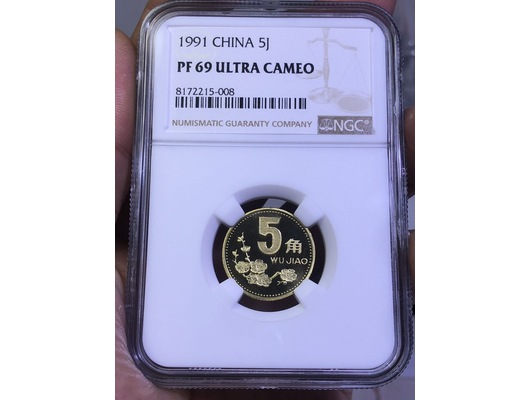 1991 CHINA 5J
PF 69 ULTRA CAMEO
8172215-008
NUMISMATIC GUARANTY COMPANY
NGC
5角
WU JIAO